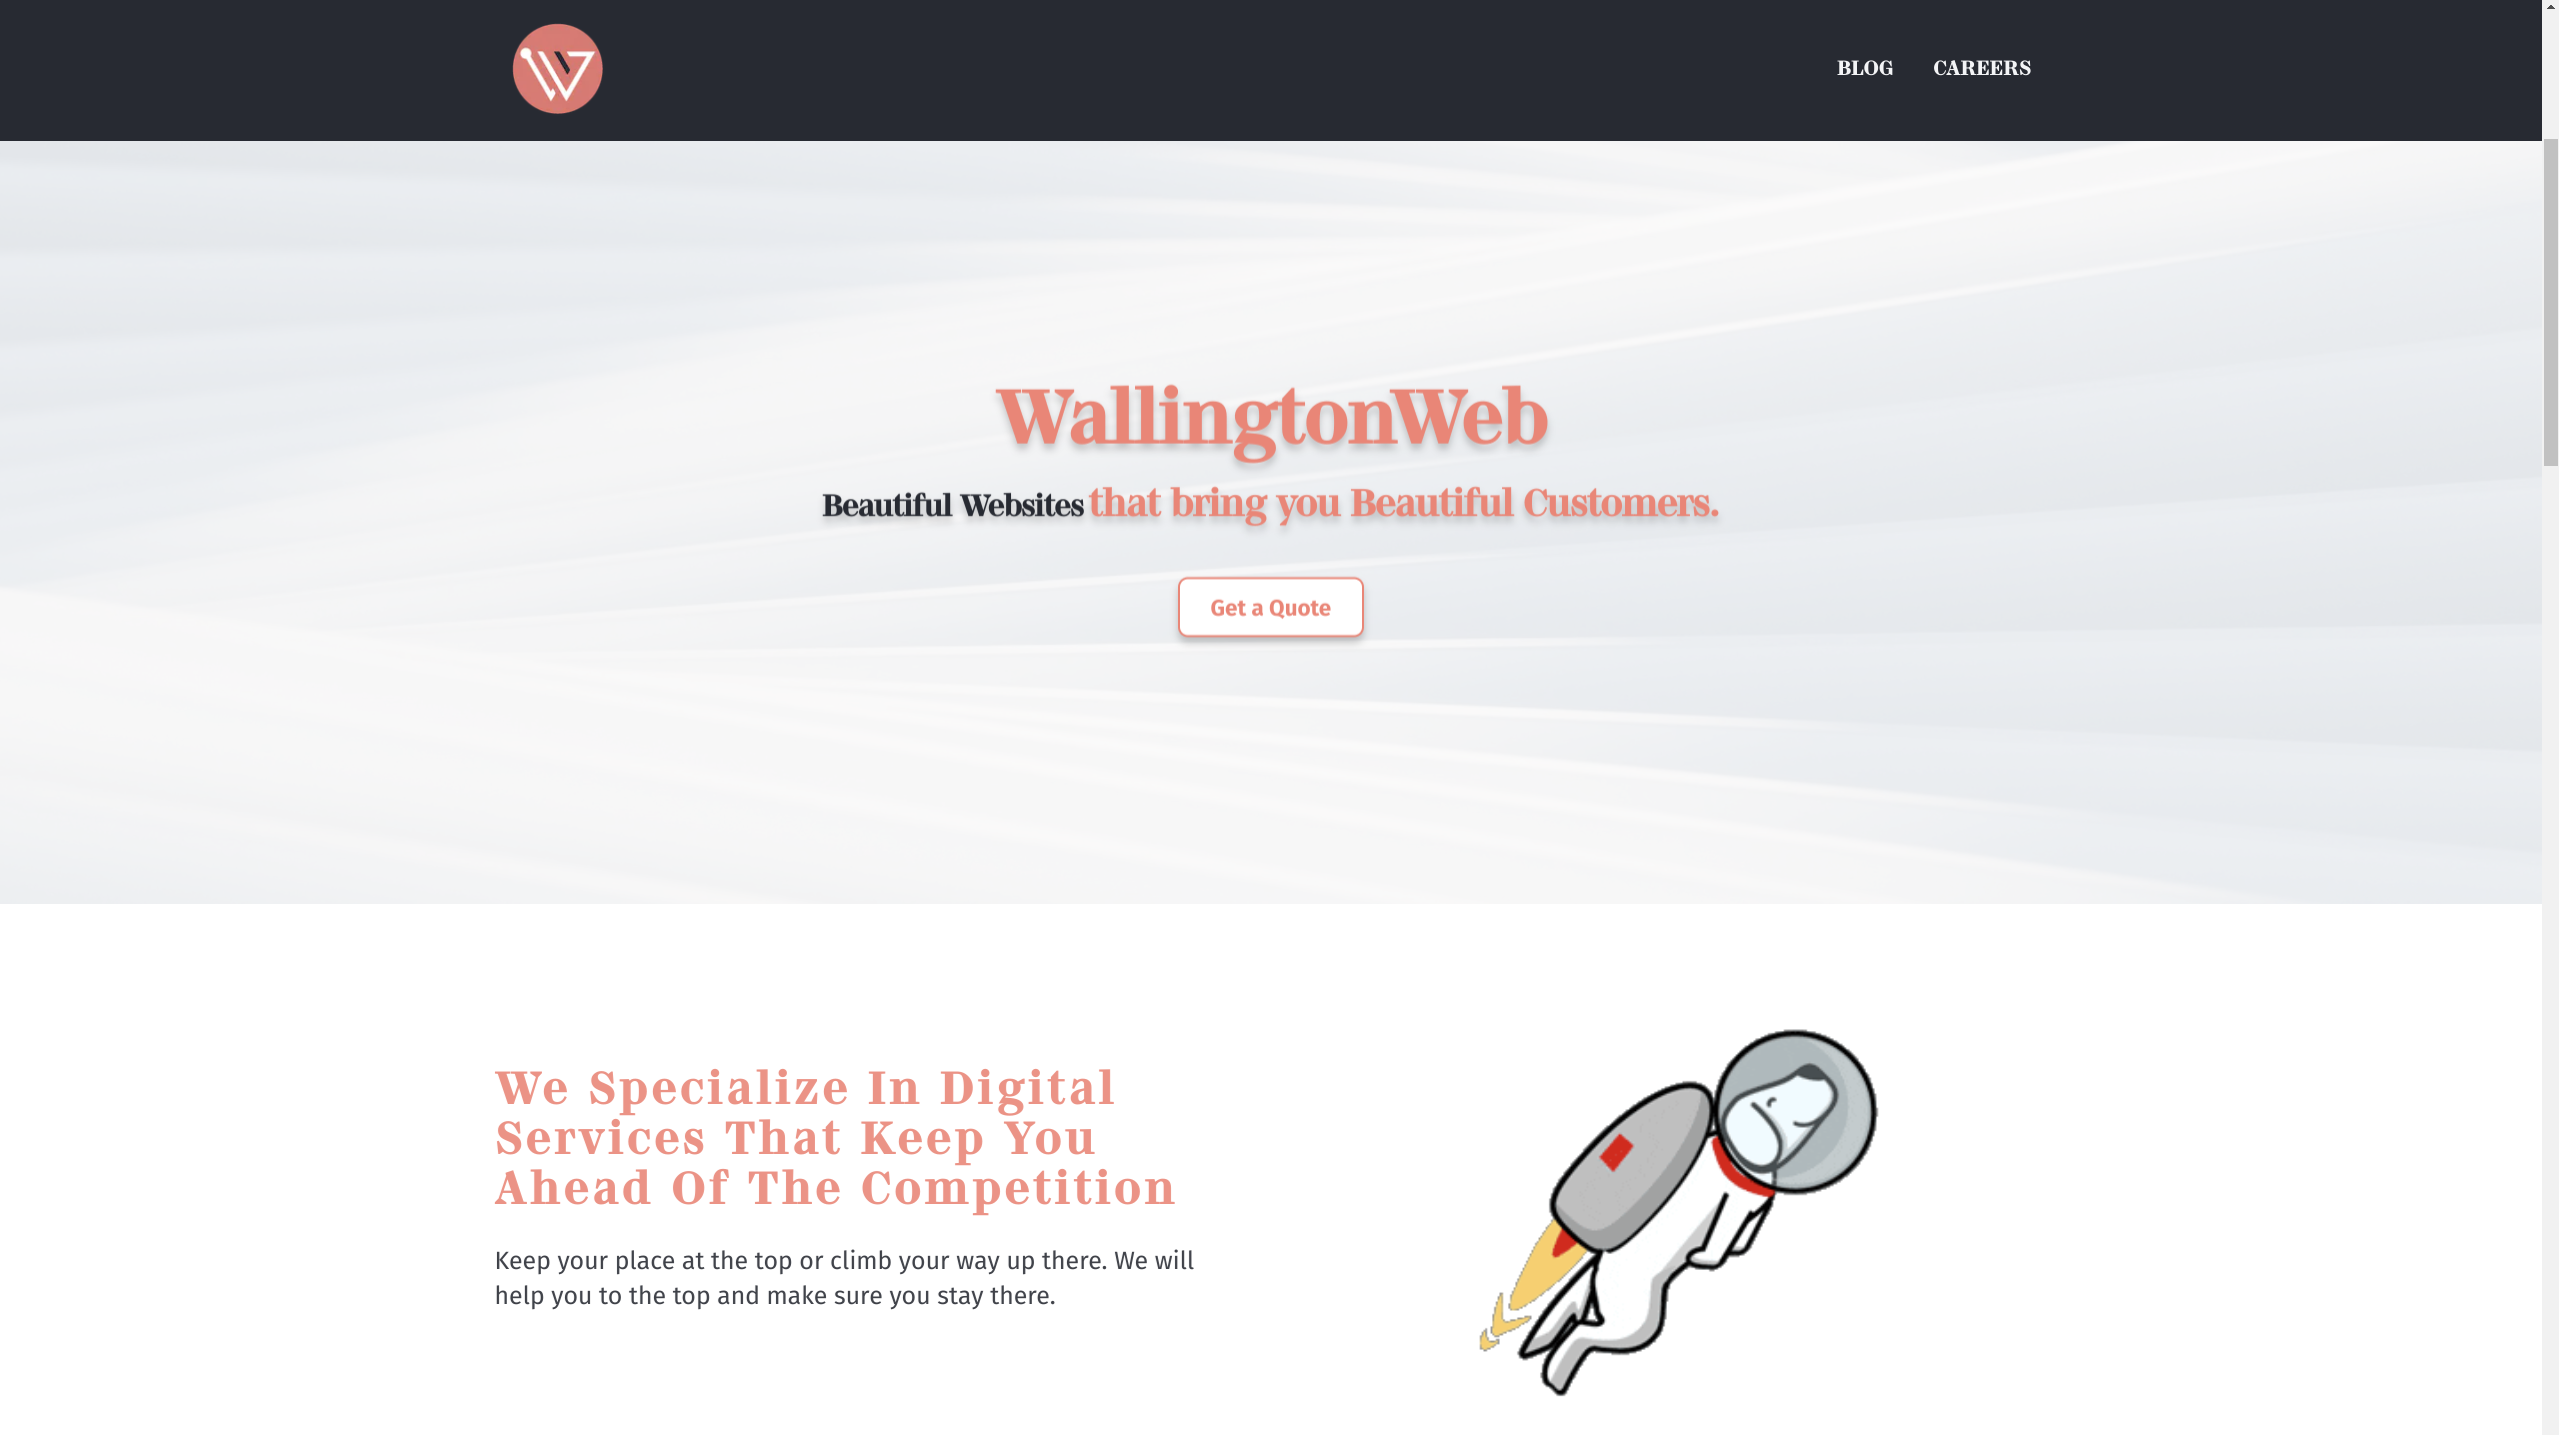 BLOG CAREERS
WallingtonWeb
Beautiful Websites that bring you Beautiful Customers.
Get a Quote
We Specialize In Digital
Services That Keep You
Ahead Of The Competition
Keep your place at the top or climb your way up there. We will
help you to the top and make sure you stay there.